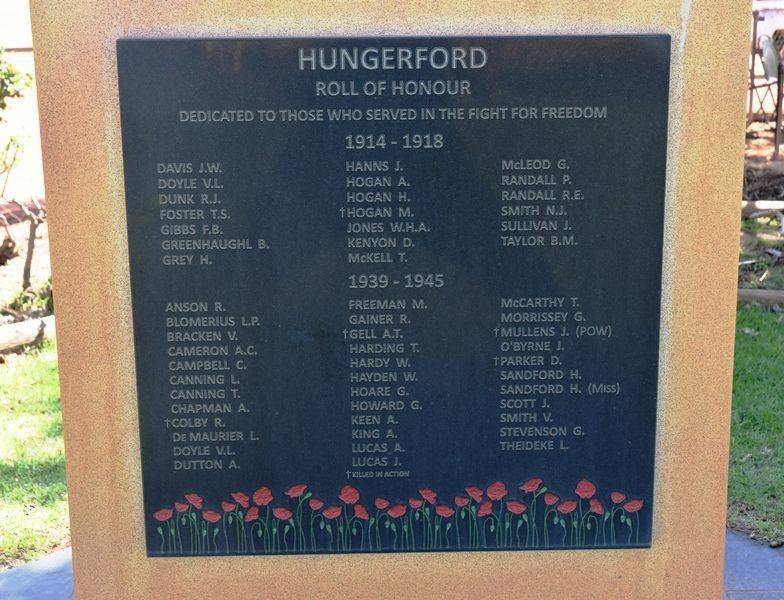 HUNGERFORD
ROLL OF HONOUR
DEDICATED TO THOSE WHO SERVED IN THE FIGHT FOR FREEDOM
1914 - 1918
DAVIS J.W.
DOYLE V.L.
DUNK R.J.
FOSTER T.S.
GIBBS F.B.
GREENHAUGHL B.
GREY H.
HANNS J.
HOGAN A.
HOGAN H.
†HOGAN M.
JONES W.H.A.
KENYON D.
McKELL T.
McLEOD G.
RANDALL P.
RANDALL R.E.
SMITH N.J.
SULLIVAN J.
TAYLOR B.M.
1939 - 1945
ANSON R.
BLOMERIUS L.P.
BRACKEN V.
CAMERON A.C.
CAMPBELL C.
CANNING L.
CANNING T.
CHAPMAN A.
†COLBY R.
DE MAURIER L.
DOYLE V.L.
DUTTON A.
FREEMAN M.
GAINER R.
†GELL A.T.
HARDING T.
HARDY W.
HAYDEN W.
HOARE G.
HOWARD G.
KEEN A.
KING A.
LUCAS A.
LUCAS J.
† KILLED IN ACTION
McCARTHY T.
MORRISSEY G.
†MULLENS J. (POW)
O'BYRNE J.
†PARKER D.
SANDFORD H.
SANDFORD H. (MISS)
SCOTT J.
SMITH V.
STEVENSON G.
THEIDEKE L.